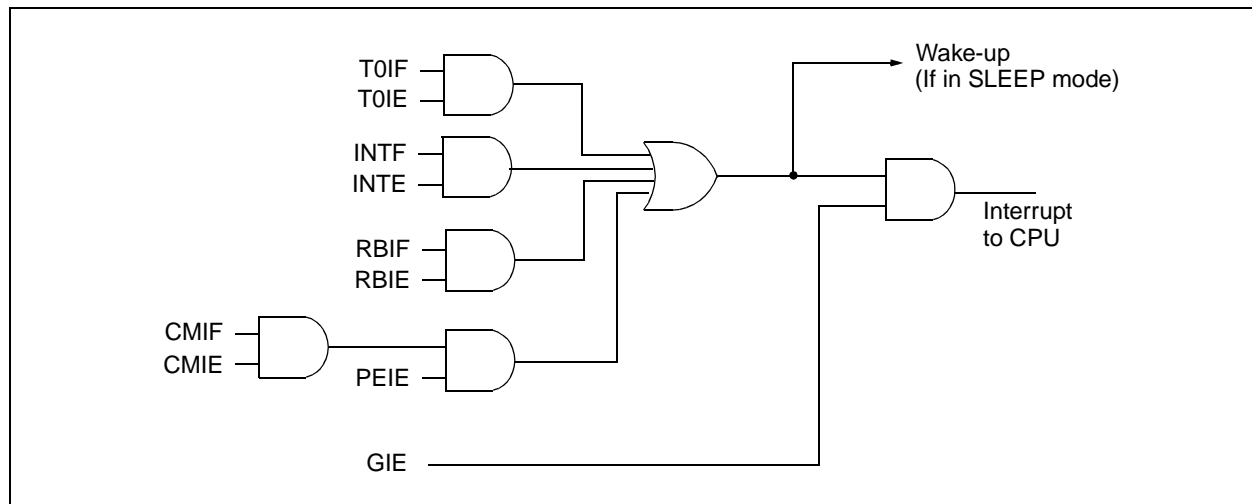 Wake-up
(If in SLEEP mode)
T0IF
T0IE
INTF
INTE
RBIF
RBIE
CMIF
CMIE
PEIE
GIE
Interrupt
to CPU